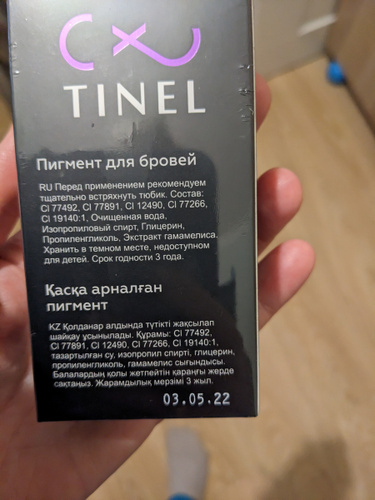 TINEL
Пигмент для бровей
RU Перед применением рекомендуем
тщательно встряхнуть тюбик. Состав:
CI 77492, CI 77891, CI 12490, CI 77266,
CI 19140:1, Очищенная вода,
Изопропиловый спирт, Глицерин,
Пропиленгликоль, Экстракт гамамелиса.
Хранить в темном месте, недоступном
для детей. Срок годности 3 года.
Қасқа арналған
пигмент
KZ Қолданар алдында түтікті жақсылап
шайқау ұсынылады. Құрамы: CI 77492,
CI 77891, CI 12490, CI 77266, CI 19140:1,
тазартылған су, изопропил спирті, глицерин,
пропиленгликоль, гамамелис сығындысы.
Балалардың қолы жетпейтін қараңғы жерде
сақтаңыз. Жарамдылық мерзімі 3 жыл.
03.05.22